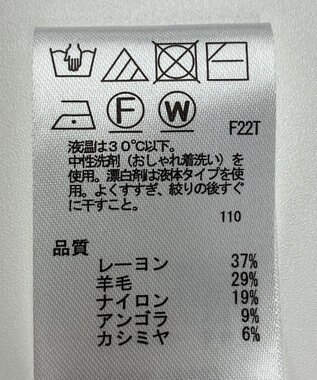 F W F22T
液温は30℃以下。
中性洗剤（おしゃれ着洗い）を
使用。漂白剤は液体タイプを使
用。よくすすぎ、絞りの後すぐ
に干すこと。
110
品質
レーヨン 37%
羊毛 29%
ナイロン 19%
アンゴラ 9%
カシミヤ 6%